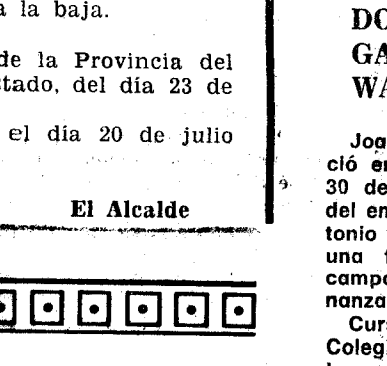 a la baja.
de la Provincia del
tado, del día 23 de
el día 20 de julio
El Alcalde
DO
GA
WA
Joa
ció en
30 de
del en
tonio
una
campo
nanza
Curs
Coleg